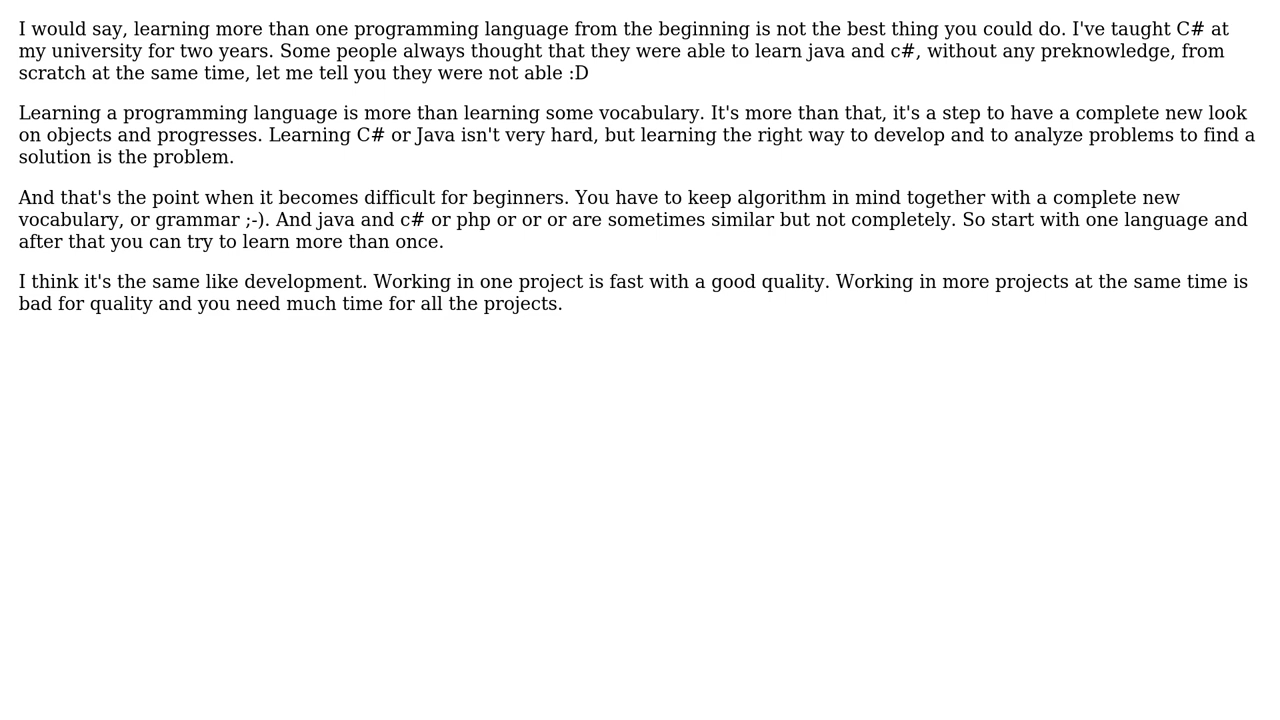 I would say, learning more than one programming language from the beginning is not the best thing you could do. I've taught C# at
my university for two years. Some people always thought that they were able to learn java and c#, without any preknowledge, from
scratch at the same time, let me tell you they were not able :D
Learning a programming language is more than learning some vocabulary. It's more than that, it's a step to have a complete new look
on objects and progresses. Learning C# or Java isn't very hard, but learning the right way to develop and to analyze problems to find a
solution is the problem.
And that's the point when it becomes difficult for beginners. You have to keep algorithm in mind together with a complete new
vocabulary, or grammar ;-). And java and c# or php or or or are sometimes similar but not completely. So start with one language and
after that you can try to learn more than once.
I think it's the same like development. Working in one project is fast with a good quality. Working in more projects at the same time is
bad for quality and you need much time for all the projects.